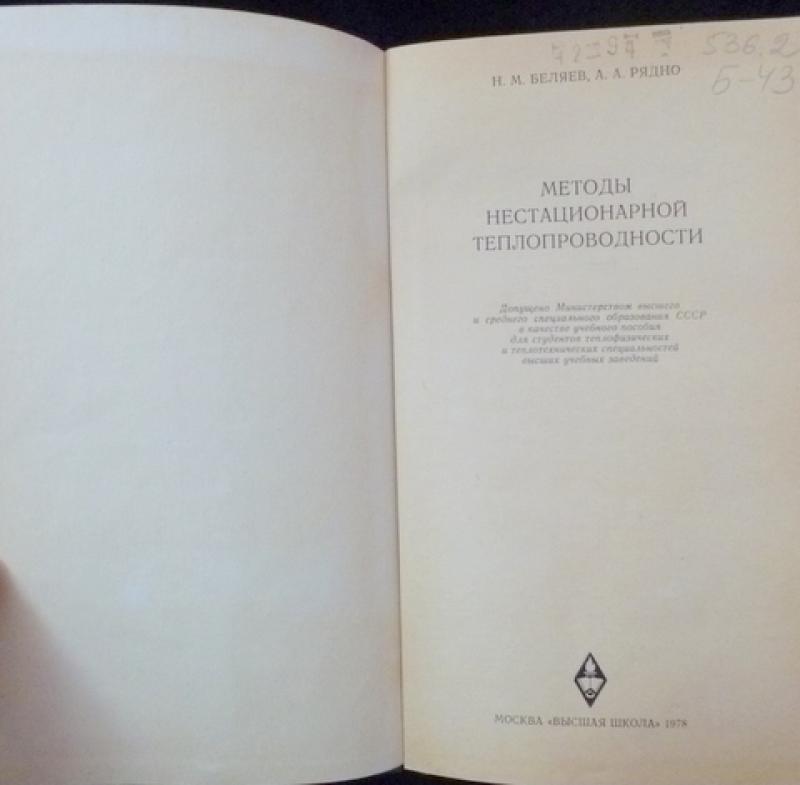 536.2
Б-43
Н. М. БЕЛЯЕВ, А. А. РЯДНО
МЕТОДЫ
НЕСТАЦИОНАРНОЙ
ТЕПЛОПРОВОДНОСТИ
Допущено Министерством высшего
и среднего специального образования СССР
в качестве учебного пособия
для студентов теплофизических
и теплотехнических специальностей
высших учебных заведений
МОСКВА «ВЫСШАЯ ШКОЛА» 1978